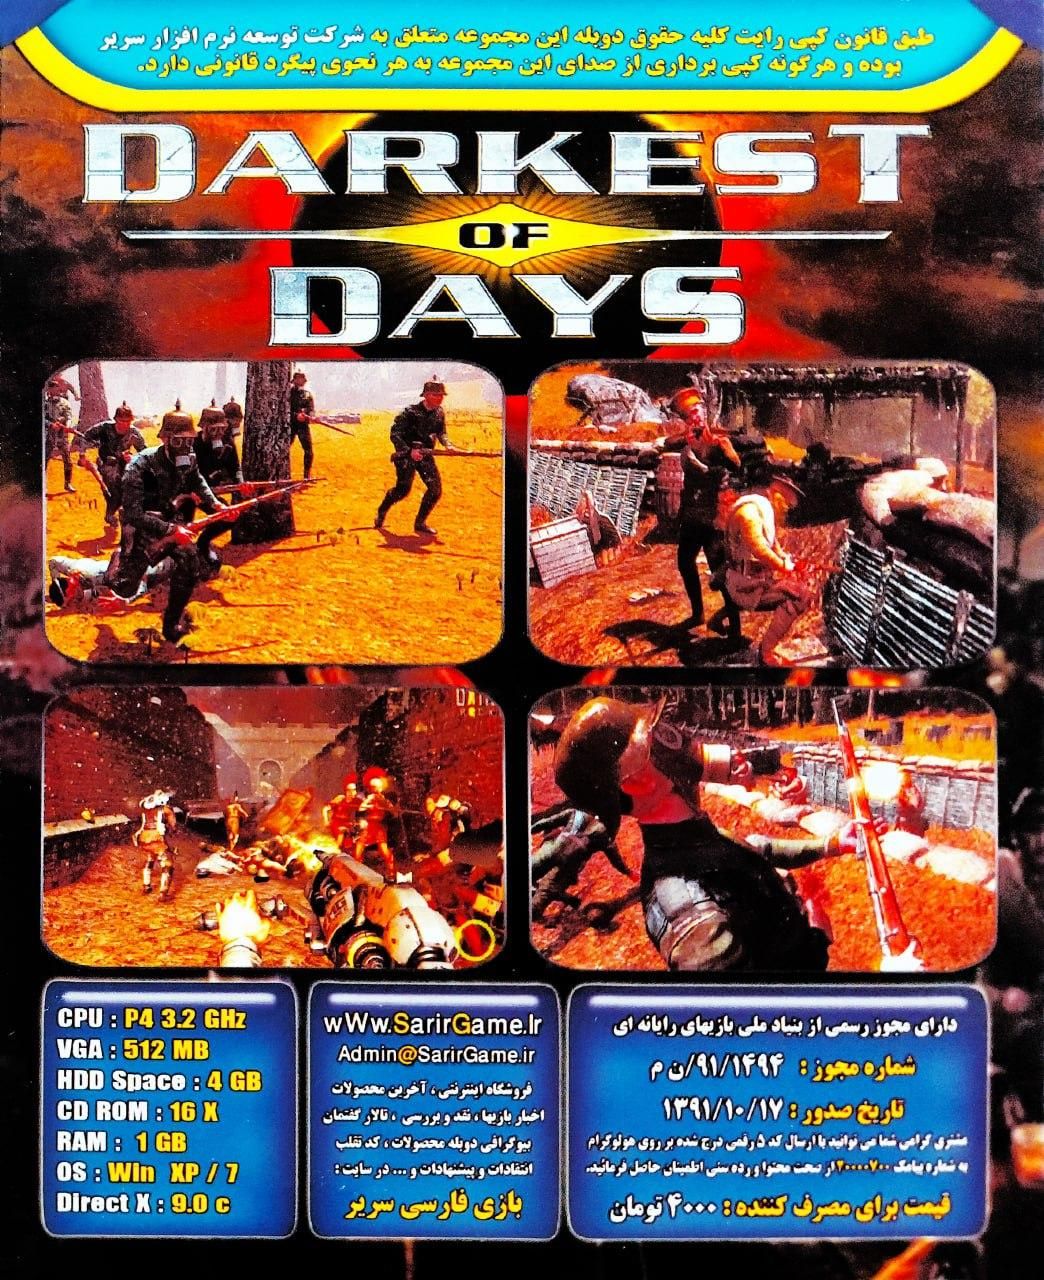 طبق قانون کپی رایت کلیه حقوق دوبله این مجموعه متعلق به شرکت توسعه نرم افزار سریر
بوده و هرگونه کپی برداری از صدای این مجموعه به هر نحوی پیگرد قانونی دارد.
DARKEST
OF
DAYS
CPU : P4 3.2 GHz
VGA : 512 MB
HDD Space : 4 GB
CD ROM : 16 X
RAM : 1 GB
OS : Win XP / 7
Direct X : 9.0 c
wWw.SarirGame.Ir
Admin@SarirGame.ir
فروشگاه اینترنتی ، آخرین محصولات
اخبار بازیها ، نقد و بررسی ، تالار گفتمان
بیوگرافی دوبله محصولات ، کد تقلب
انتقادات و پیشنهادات و ... در سایت :
بازی فارسی سریر
دارای مجوز رسمی از بنیاد ملی بازیهای رایانه ای
شماره مجوز : ۹۱/۱۴۹۴/ن م
تاریخ صدور : ۱۳۹۱/۱۰/۱۷
مشتری گرامی شما می توانید با ارسال کد ۵ رقمی درج شده بر روی هولوگرام
به شماره پیامک ۳۰۰۰۰۷۰۰ از صحت محتوا و رده سنی اطمینان حاصل فرمائید.
قیمت برای مصرف کننده : ۴۰۰۰ تومان